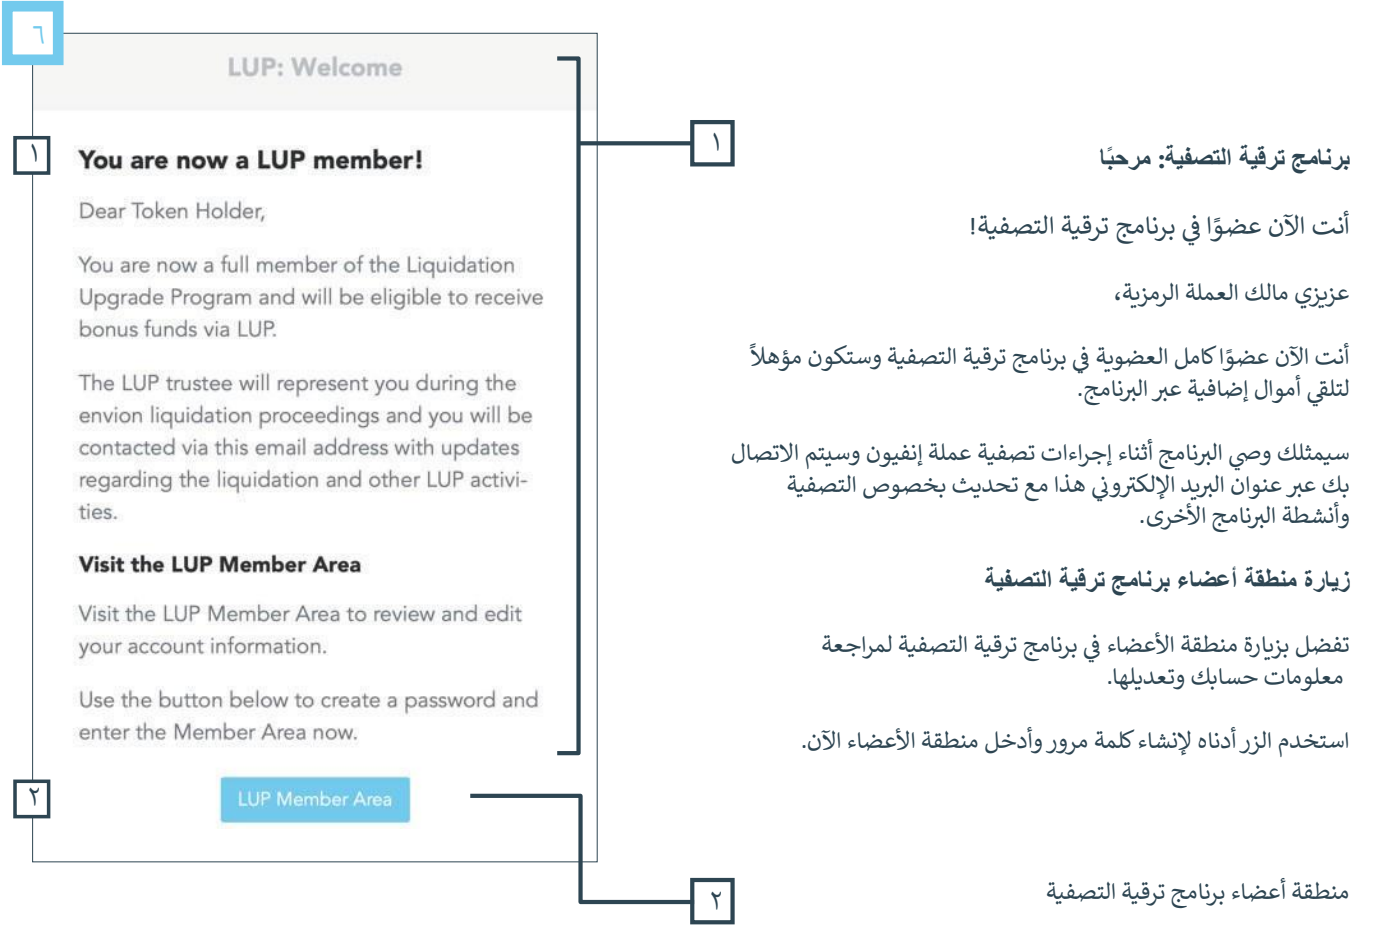 ٦
LUP: Welcome
١
You are now a LUP member!
Dear Token Holder,
You are now a full member of the Liquidation
Upgrade Program and will be eligible to receive
bonus funds via LUP.
The LUP trustee will represent you during the
envion liquidation proceedings and you will be
contacted via this email address with updates
regarding the liquidation and other LUP activi-
ties.
Visit the LUP Member Area
Visit the LUP Member Area to review and edit
your account information.
Use the button below to create a password and
enter the Member Area now.
٢
LUP Member Area
١
برنامج ترقية التصفية: مرحبًا
أنت الآن عضوًا في برنامج ترقية التصفية!
عزيزي مالك العملة الرمزية،
أنت الآن عضوًا كامل العضوية في برنامج ترقية التصفية وستكون مؤهلاً
لتلقي أموال إضافية عبر البرنامج.
سيمثلك وصي البرنامج أثناء إجراءات تصفية عملة إنفيون وسيتم الاتصال
بك عبر عنوان البريد الإلكتروني هذا مع تحديث بخصوص التصفية
وأنشطة البرنامج الأخرى.
زيارة منطقة أعضاء برنامج ترقية التصفية
تفضل بزيارة منطقة الأعضاء في برنامج ترقية التصفية لمراجعة
معلومات حسابك وتعديلها.
استخدم الزر أدناه لإنشاء كلمة مرور وأدخل منطقة الأعضاء الآن.
٢
منطقة أعضاء برنامج ترقية التصفية